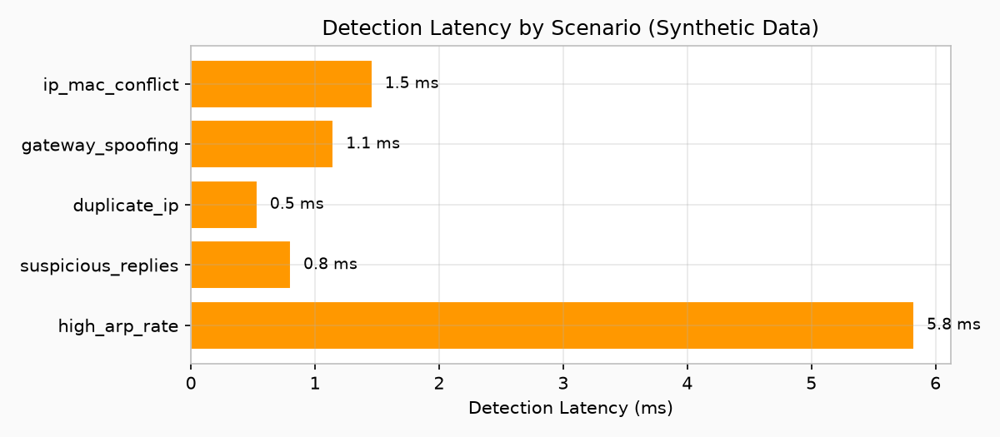 Detection Latency by Scenario (Synthetic Data)
ip_mac_conflict
1.5 ms
gateway_spoofing
1.1 ms
duplicate_ip
0.5 ms
suspicious_replies
0.8 ms
high_arp_rate
5.8 ms
0 1 2 3 4 5 6
Detection Latency (ms)